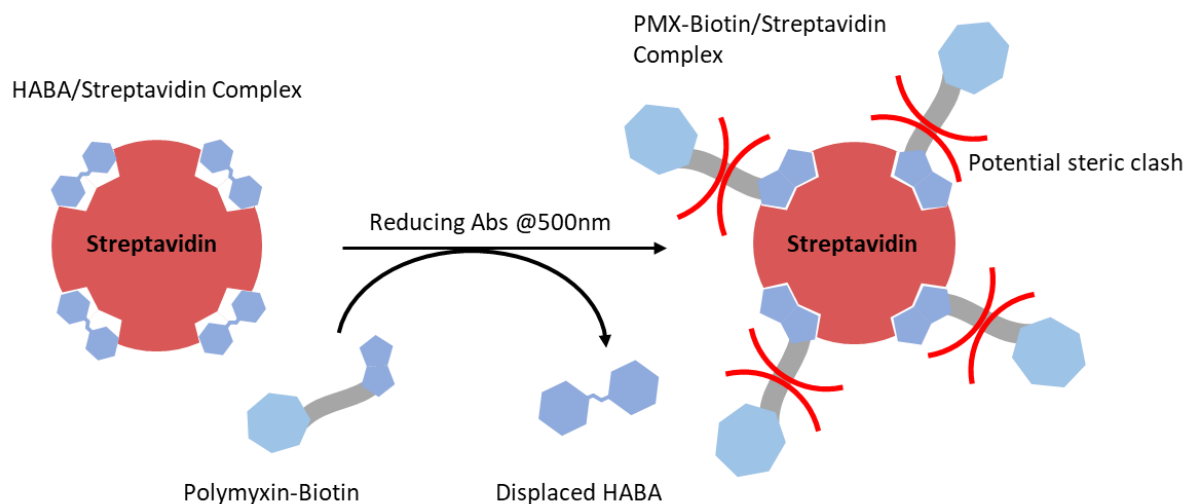 PMX-Biotin/Streptavidin
Complex
HABA/Streptavidin Complex
Potential steric clash
Reducing Abs @500nm
Streptavidin
Streptavidin
Polymyxin-Biotin
Displaced HABA